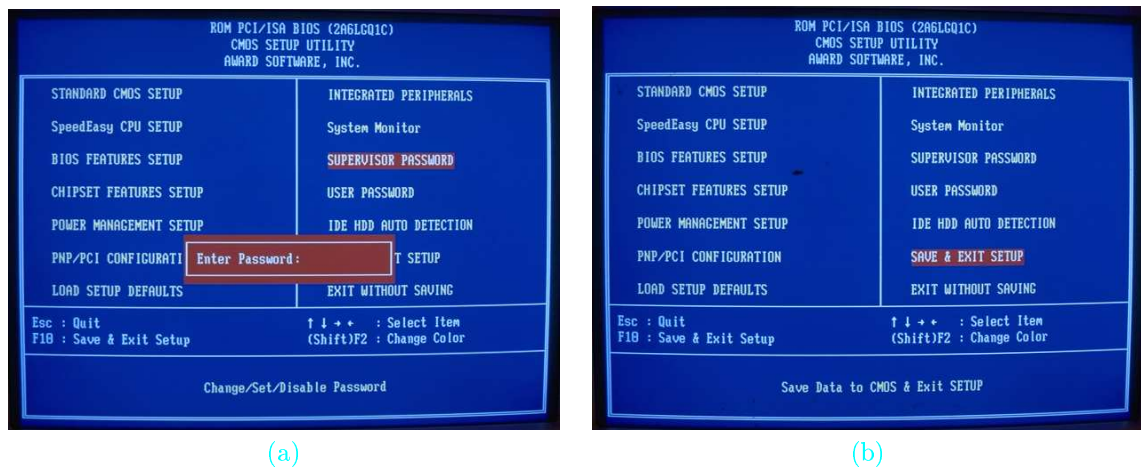 ROM PCI/ISA BIOS (2A6LGQ1C)
CMOS SETUP UTILITY
AWARD SOFTWARE, INC.
STANDARD CMOS SETUP
SpeedEasy CPU SETUP
BIOS FEATURES SETUP
CHIPSET FEATURES SETUP
POWER MANAGEMENT SETUP
PNP/PCI CONFIGURATI
LOAD SETUP DEFAULTS
INTEGRATED PERIPHERALS
System Monitor
SUPERVISOR PASSWORD
USER PASSWORD
IDE HDD AUTO DETECTION
T SETUP
EXIT WITHOUT SAVING
Enter Password:
Esc : Quit
F10 : Save & Exit Setup
↑ ↓ → ← : Select Item
(Shift)F2 : Change Color
Change/Set/Disable Password
(a)
ROM PCI/ISA BIOS (2A6LGQ1C)
CMOS SETUP UTILITY
AWARD SOFTWARE, INC.
STANDARD CMOS SETUP
SpeedEasy CPU SETUP
BIOS FEATURES SETUP
CHIPSET FEATURES SETUP
POWER MANAGEMENT SETUP
PNP/PCI CONFIGURATION
LOAD SETUP DEFAULTS
INTEGRATED PERIPHERALS
System Monitor
SUPERVISOR PASSWORD
USER PASSWORD
IDE HDD AUTO DETECTION
SAVE & EXIT SETUP
EXIT WITHOUT SAVING
Esc : Quit
F10 : Save & Exit Setup
↑ ↓ → ← : Select Item
(Shift)F2 : Change Color
Save Data to CMOS & Exit SETUP
(b)